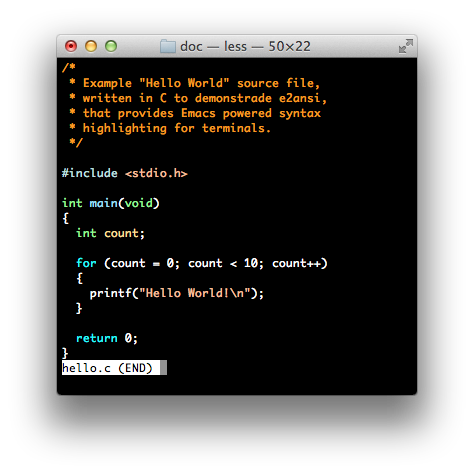 doc — less — 50×22
/*
 * Example "Hello World" source file,
 * written in C to demonstrade e2ansi,
 * that provides Emacs powered syntax
 * highlighting for terminals.
 */
#include <stdio.h>
int main(void)
{
  int count;
  for (count = 0; count < 10; count++)
  {
    printf("Hello World!\n");
  }
  return 0;
}
hello.c (END)